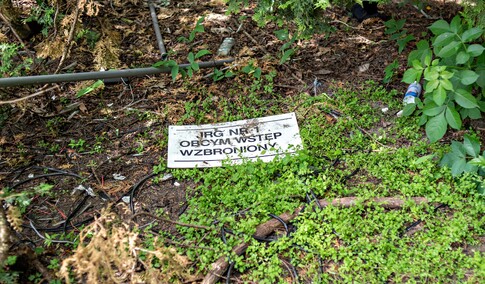 JRG NR 1
OBCYM WSTĘP
WZBRONIONY